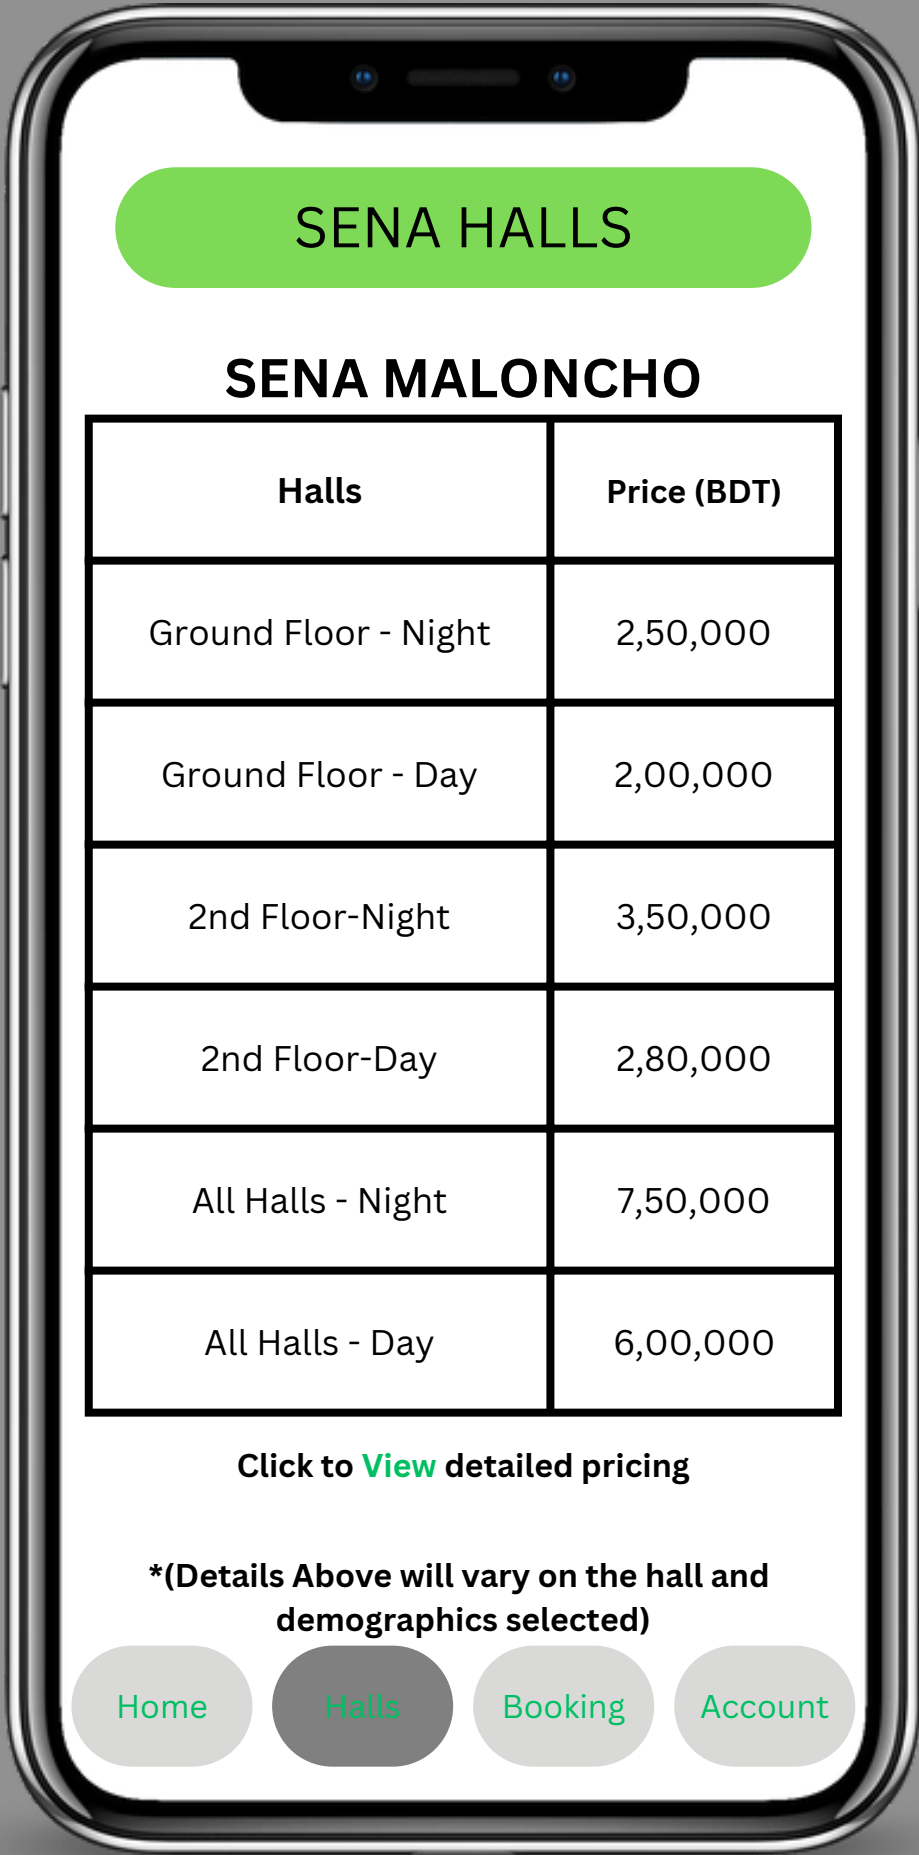 SENA HALLS
SENA MALONCHO
Halls Price (BDT)
Ground Floor - Night 2,50,000
Ground Floor - Day 2,00,000
2nd Floor-Night 3,50,000
2nd Floor-Day 2,80,000
All Halls - Night 7,50,000
All Halls - Day 6,00,000
Click to View detailed pricing
*(Details Above will vary on the hall and
demographics selected)
Home Halls Booking Account